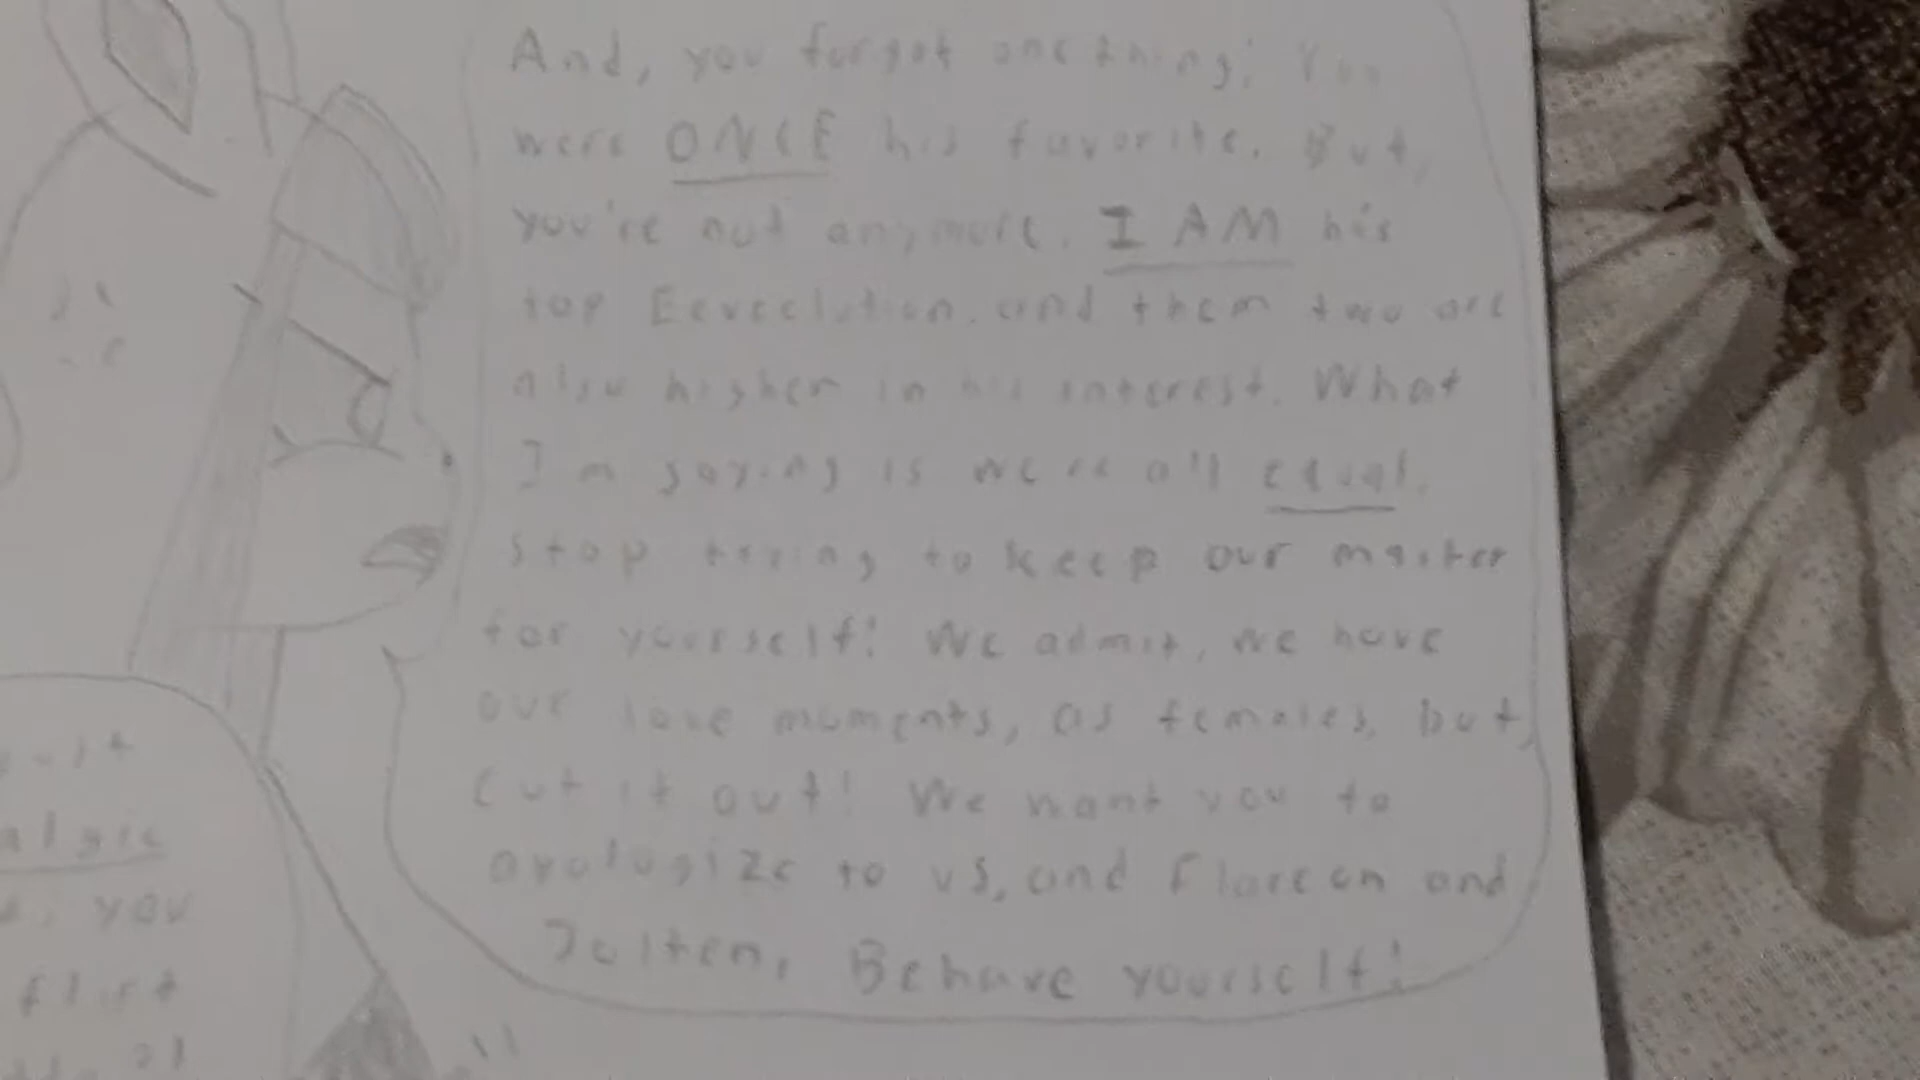 And, you forgot one thing; You
were ONCE his favorite. But,
you're not anymore. I AM his
top Eeveelution. and them two are
also higher in his interest. What
I'm saying is we're all equal.
Stop trying to keep our master
for yourself! We admit, we have
our love moments, as females, but,
cut it out! We want you to
apologize to us, and Flareon and
Jolten, Behave yourself!
you
flirt